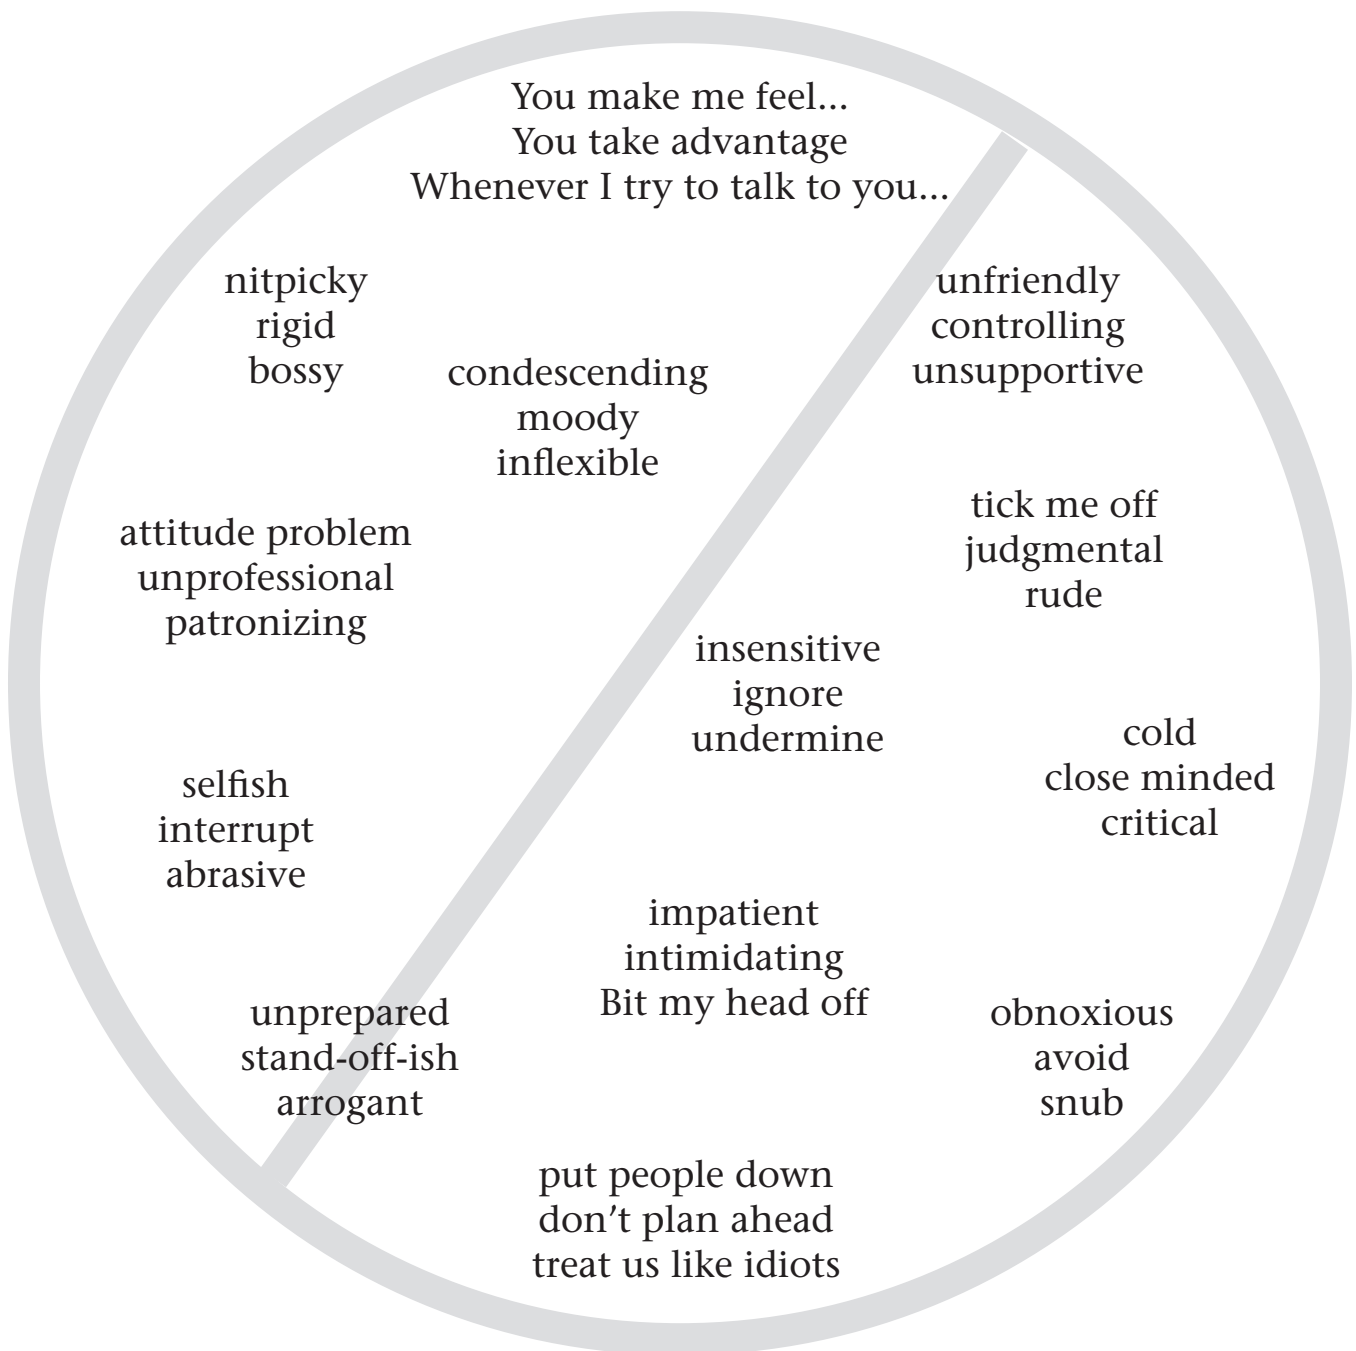 You make me feel...
You take advantage
Whenever I try to talk to you...
nitpicky
rigid
bossy
condescending
moody
inflexible
unfriendly
controlling
unsupportive
attitude problem
unprofessional
patronizing
tick me off
judgmental
rude
insensitive
ignore
undermine
cold
close minded
critical
selfish
interrupt
abrasive
impatient
intimidating
Bit my head off
unprepared
stand-off-ish
arrogant
obnoxious
avoid
snub
put people down
don’t plan ahead
treat us like idiots